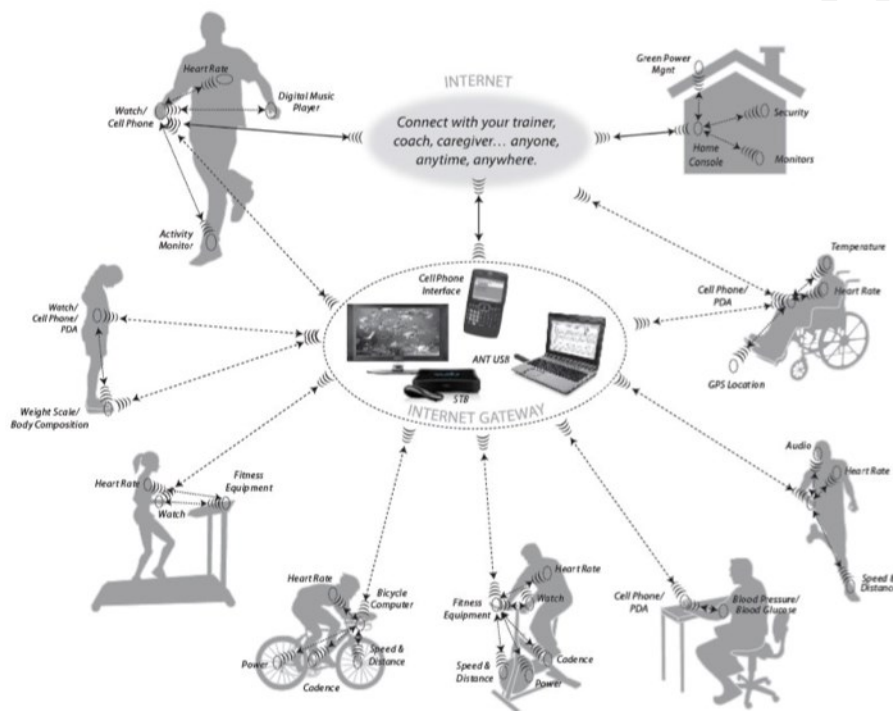 Heart Rate
Digital Music
Player
Watch/
Cell Phone
Activity
Monitor
INTERNET
Connect with your trainer,
coach, caregiver... anyone,
anytime, anywhere.
Green Power
Mgnt
Security
Home
Console
Monitors
Watch/
Cell Phone/
PDA
Weight Scale/
Body Composition
Cell Phone
Interface
ANT USB
STB
INTERNET GATEWAY
Temperature
Cell Phone/
PDA
Heart Rate
GPS Location
Heart Rate
Fitness
Equipment
Watch
Heart Rate
Bicycle
Computer
Power
Speed &
Distance
Cadence
Heart Rate
Fitness
Equipment
Watch
Speed &
Distance
Cadence
Power
Cell Phone/
PDA
Blood Pressure/
Blood Glucose
Audio
Heart Rate
Speed &
Distance